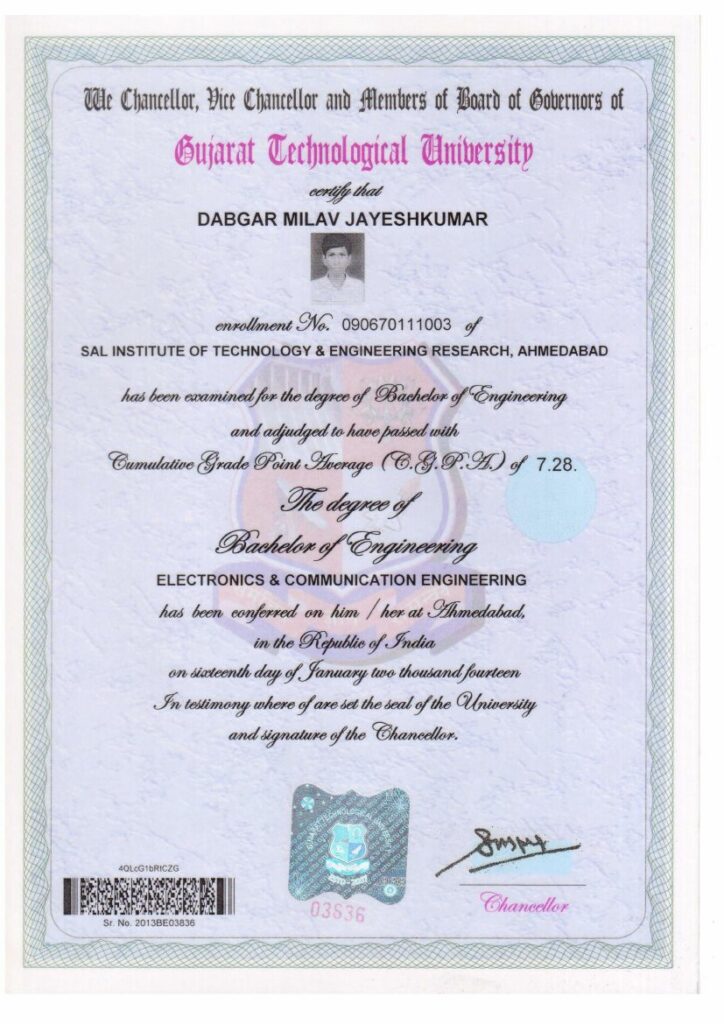 We Chancellor, Vice Chancellor and Members of Board of Governors of
Gujarat Technological University
certify that
DABGAR MILAV JAYESHKUMAR
enrollment No. 090670111003 of
SAL INSTITUTE OF TECHNOLOGY & ENGINEERING RESEARCH, AHMEDABAD
has been examined for the degree of Bachelor of Engineering
and adjudged to have passed with
Cumulative Grade Point Average (C.G.P.A.) of 7.28.
The degree of
Bachelor of Engineering
ELECTRONICS & COMMUNICATION ENGINEERING
has been conferred on him / her at Ahmedabad,
in the Republic of India
on sixteenth day of January two thousand fourteen
In testimony where of are set the seal of the University
and signature of the Chancellor.
GUJARAT TECHNOLOGICAL UNIVERSITY
4QLcG1bRtCZG
Sr. No. 2013BE03836
03836
Chancellor